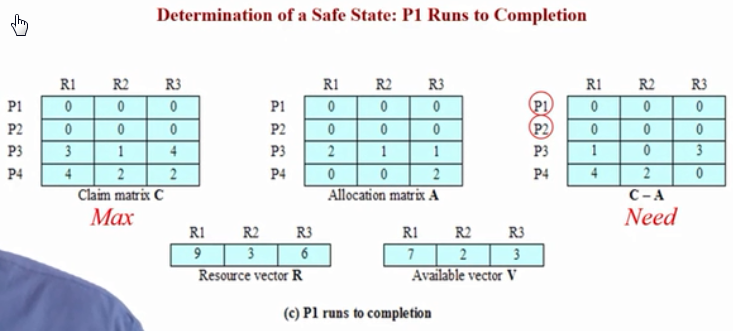 Determination of a Safe State: P1 Runs to Completion
R1 R2 R3
P1 0 0 0
P2 0 0 0
P3 3 1 4
P4 4 2 2
Claim matrix C
Max
R1 R2 R3
P1 0 0 0
P2 0 0 0
P3 2 1 1
P4 0 0 2
Allocation matrix A
R1 R2 R3
P1 0 0 0
P2 0 0 0
P3 1 0 3
P4 4 2 0
C – A
Need
R1 R2 R3
9 3 6
Resource vector R
R1 R2 R3
7 2 3
Available vector V
(c) P1 runs to completion